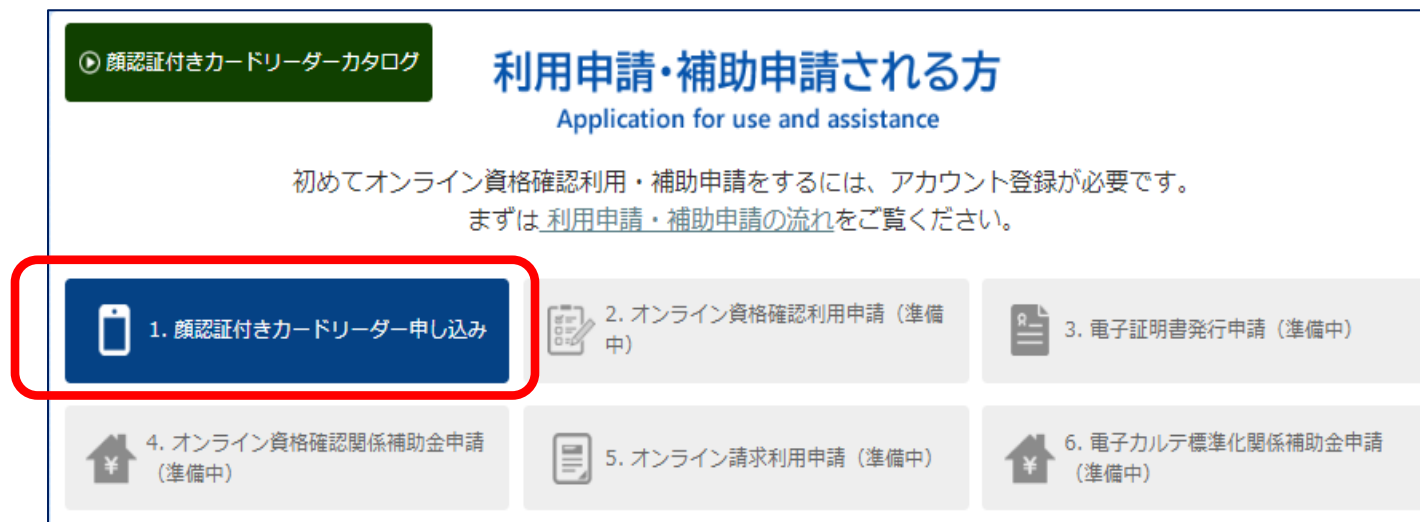 顔認証付きカードリーダーカタログ
利用申請・補助申請される方
Application for use and assistance
初めてオンライン資格確認利用・補助申請をするには、アカウント登録が必要です。
まずは 利用申請・補助申請の流れをご覧ください。
1. 顔認証付きカードリーダー申し込み
2. オンライン資格確認利用申請（準備
中）
3. 電子証明書発行申請（準備中）
4. オンライン資格確認関係補助金申請
（準備中）
5. オンライン請求利用申請（準備中）
6. 電子カルテ標準化関係補助金申請
（準備中）